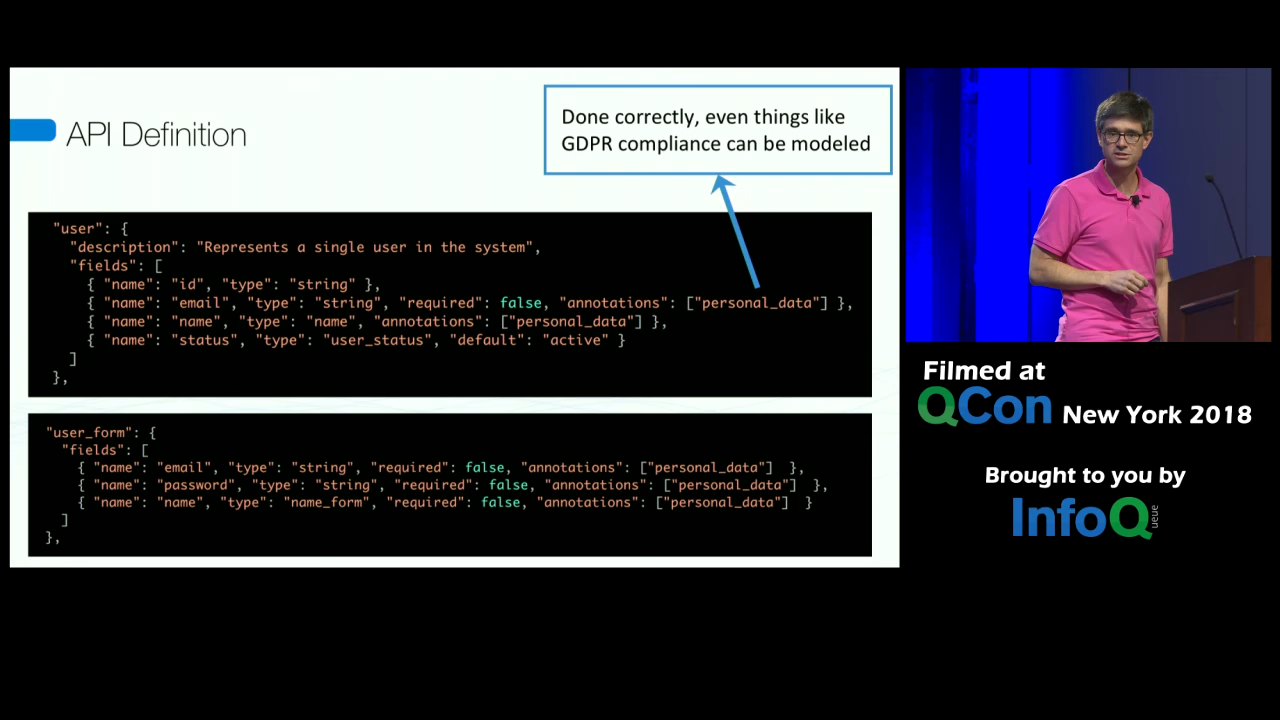 API Definition
Done correctly, even things like
GDPR compliance can be modeled
"user": {
"description": "Represents a single user in the system",
"fields": [
{ "name": "id", "type": "string" },
{ "name": "email", "type": "string", "required": false, "annotations": ["personal_data"] },
{ "name": "name", "type": "name", "annotations": ["personal_data"] },
{ "name": "status", "type": "user_status", "default": "active" }
]
},
"user_form": {
"fields": [
{ "name": "email", "type": "string", "required": false, "annotations": ["personal_data"] },
{ "name": "password", "type": "string", "required": false, "annotations": ["personal_data"] },
{ "name": "name", "type": "name_form", "required": false, "annotations": ["personal_data"] }
]
},
Filmed at
QCon New York 2018
Brought to you by
InfoQ
ueue